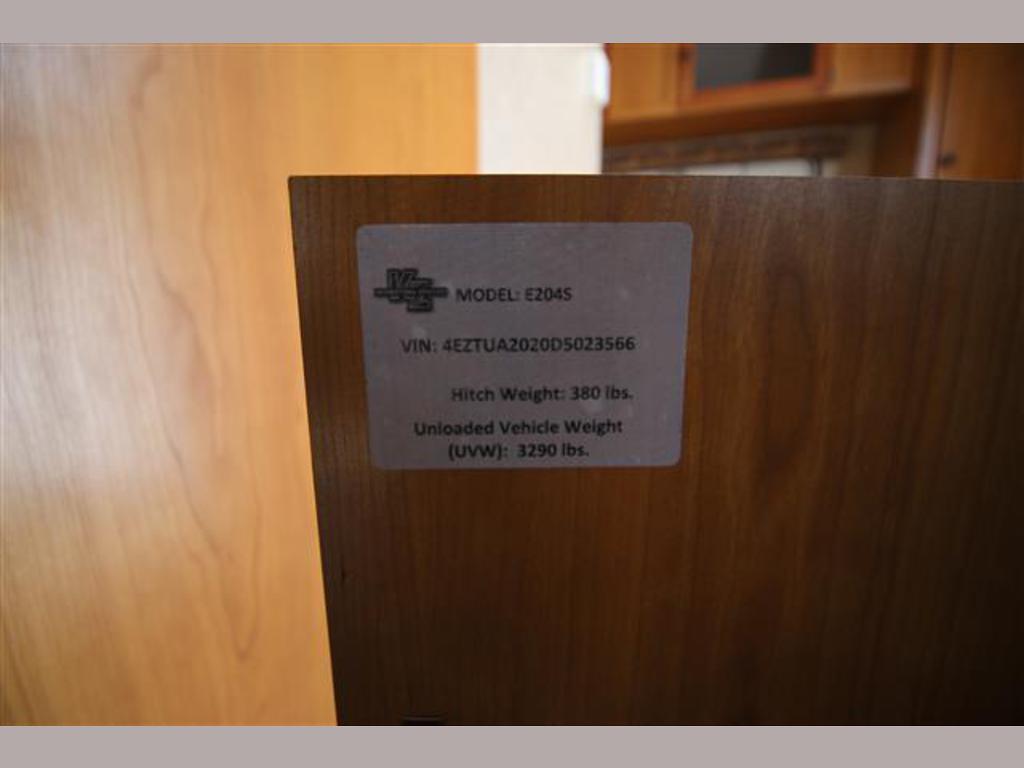 MODEL: E204S
VIN: 4EZTUA2020D5023566
Hitch Weight: 380 lbs.
Unloaded Vehicle Weight
(UVW): 3290 lbs.